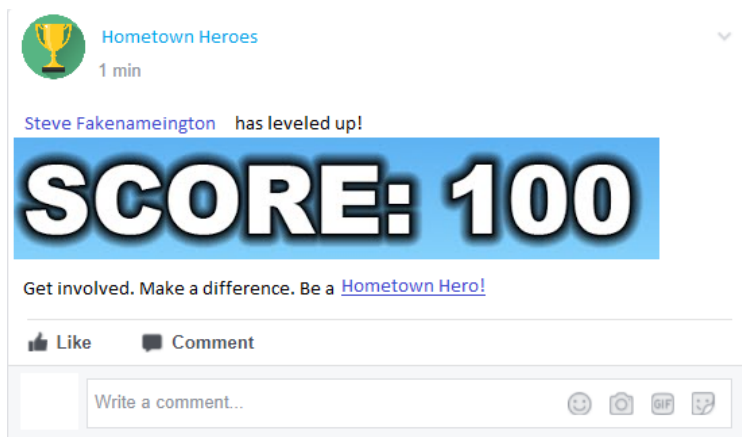 Hometown Heroes
1 min
Steve Fakenameington has leveled up!
SCORE: 100
Get involved. Make a difference. Be a Hometown Hero!
Like Comment
Write a comment...
GIF